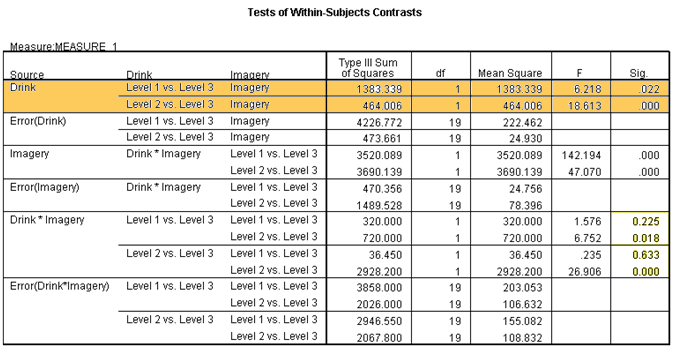 Tests of Within-Subjects Contrasts
Measure:MEASURE_1
Source Drink Imagery Type III Sum of Squares df Mean Square F Sig.
Drink Level 1 vs. Level 3 Imagery 1383.339 1 1383.339 6.218 .022
Level 2 vs. Level 3 Imagery 464.006 1 464.006 18.613 .000
Error(Drink) Level 1 vs. Level 3 Imagery 4226.772 19 222.462
Level 2 vs. Level 3 Imagery 473.661 19 24.930
Imagery Drink * Imagery Level 1 vs. Level 3 3520.089 1 3520.089 142.194 .000
Level 2 vs. Level 3 3690.139 1 3690.139 47.070 .000
Error(Imagery) Drink * Imagery Level 1 vs. Level 3 470.356 19 24.756
Level 2 vs. Level 3 1489.528 19 78.396
Drink * Imagery Level 1 vs. Level 3 Level 1 vs. Level 3 320.000 1 320.000 1.576 0.225
Level 2 vs. Level 3 720.000 1 720.000 6.752 0.018
Level 2 vs. Level 3 Level 1 vs. Level 3 36.450 1 36.450 .235 0.633
Level 2 vs. Level 3 2928.200 1 2928.200 26.906 0.000
Error(Drink*Imagery) Level 1 vs. Level 3 Level 1 vs. Level 3 3858.000 19 203.053
Level 2 vs. Level 3 2026.000 19 106.632
Level 2 vs. Level 3 Level 1 vs. Level 3 2946.550 19 155.082
Level 2 vs. Level 3 2067.800 19 108.832